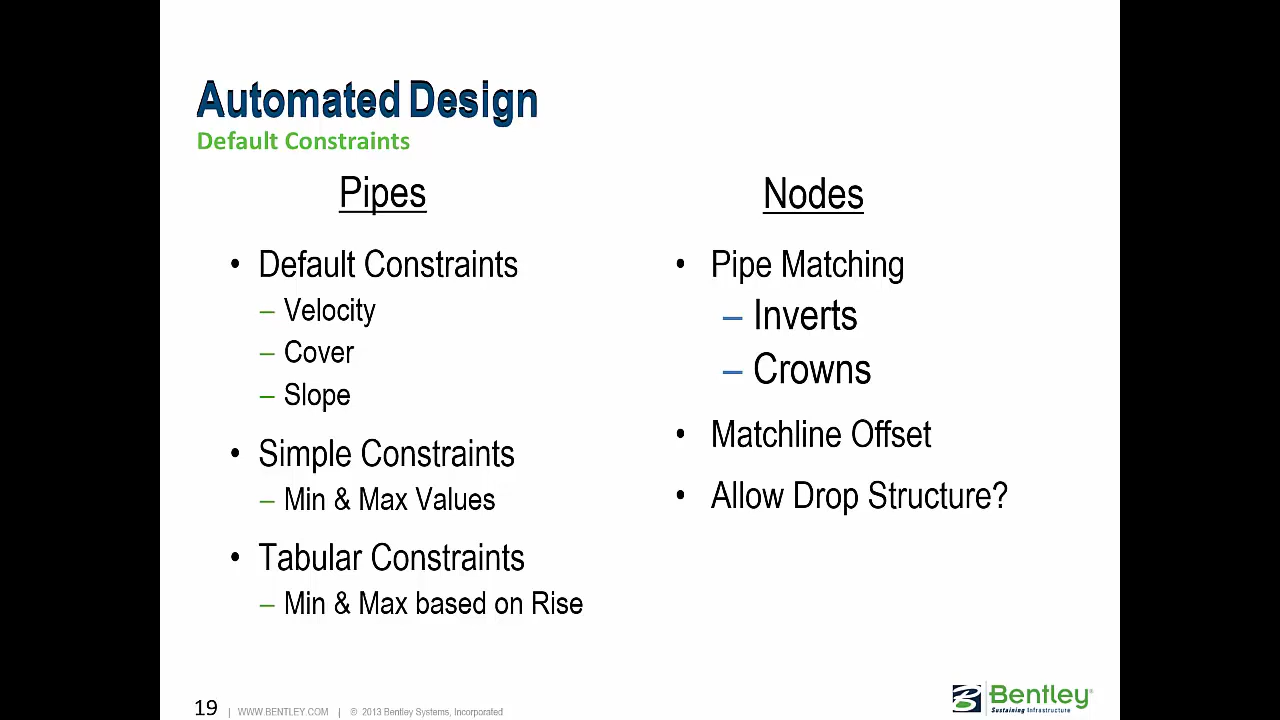 Automated Design
Default Constraints
Pipes
• Default Constraints
– Velocity
– Cover
– Slope
• Simple Constraints
– Min & Max Values
• Tabular Constraints
– Min & Max based on Rise
Nodes
• Pipe Matching
– Inverts
– Crowns
• Matchline Offset
• Allow Drop Structure?
19 | WWW.BENTLEY.COM | © 2013 Bentley Systems, Incorporated
Bentley®
Sustaining Infrastructure